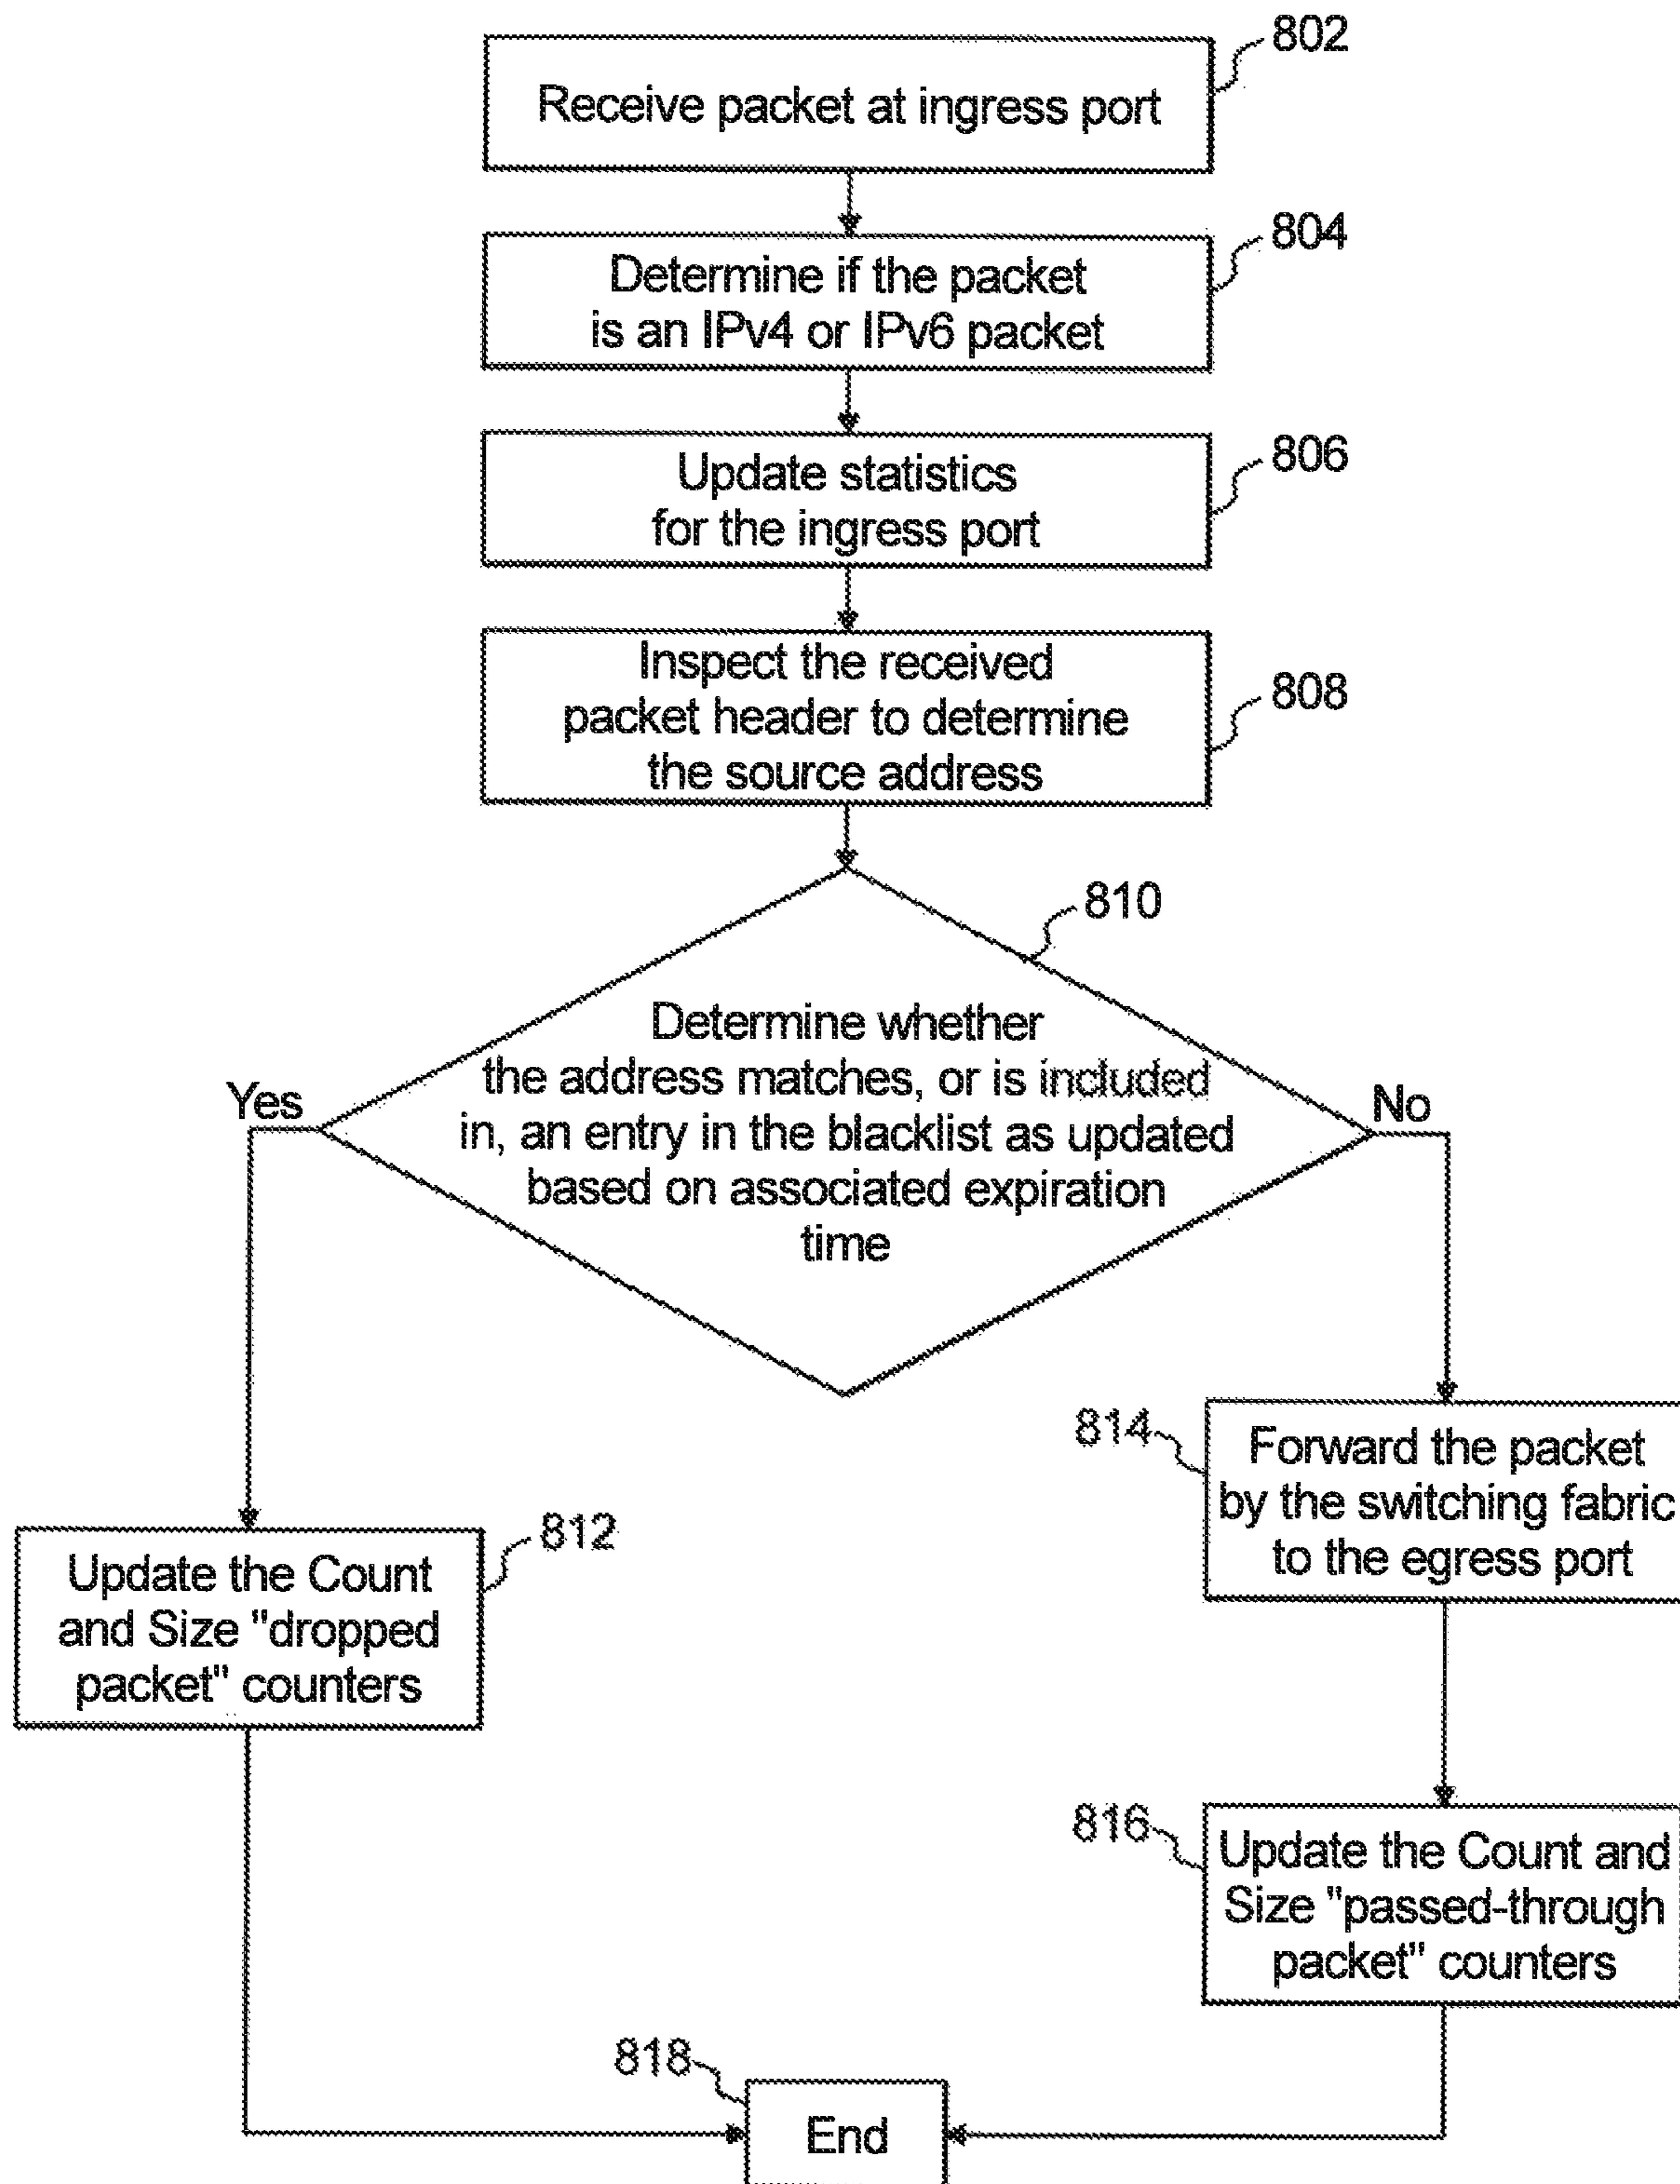 802
Receive packet at ingress port
804
Determine if the packet
is an IPv4 or IPv6 packet
806
Update statistics
for the ingress port
808
Inspect the received
packet header to determine
the source address
810
Determine whether
the address matches, or is included
in, an entry in the blacklist as updated
based on associated expiration
time
Yes
No
814
Forward the packet
by the switching fabric
to the egress port
812
Update the Count
and Size "dropped
packet" counters
816
Update the Count and
Size "passed-through
packet" counters
818
End